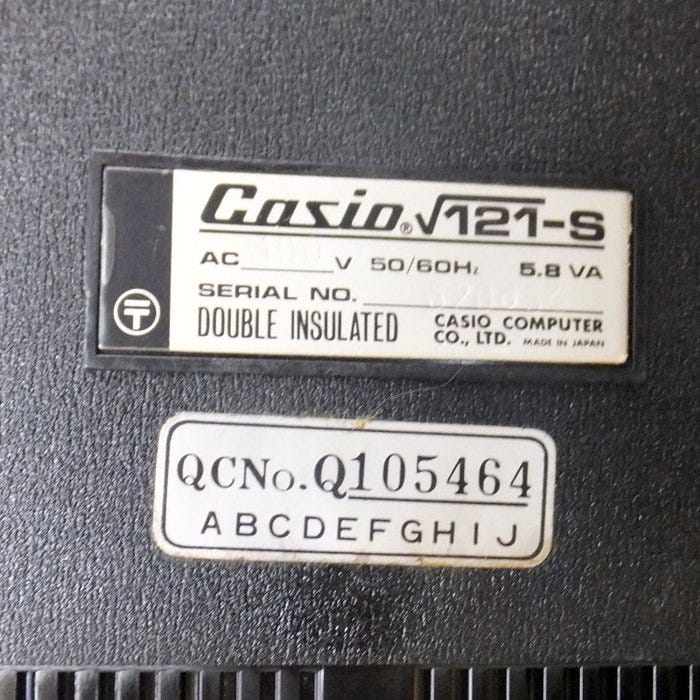 Casio® √121-S
AC 100 V 50/60Hz 5.8 VA
SERIAL NO.
DOUBLE INSULATED CASIO COMPUTER
CO., LTD. MADE IN JAPAN
QCNo. Q105464
ABCDEFGHIJ